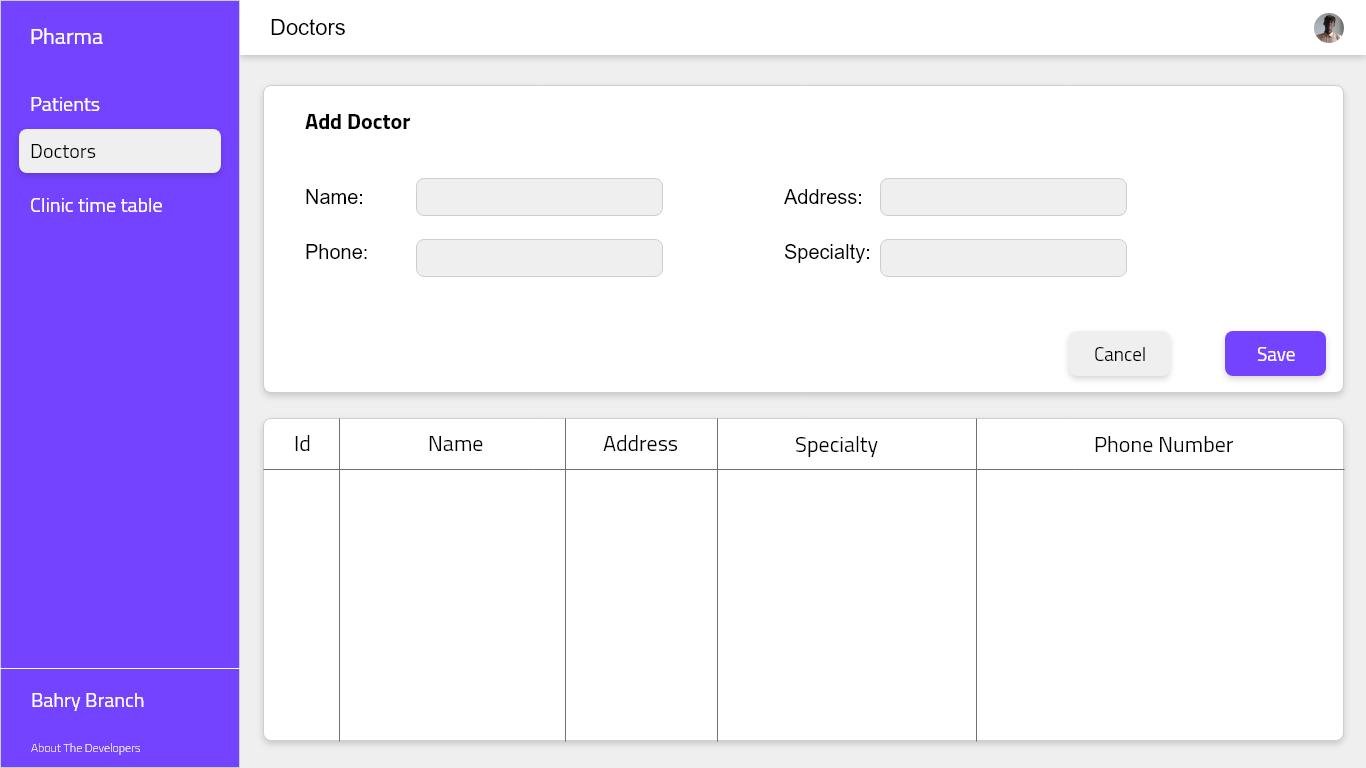 Pharma
Doctors
Patients
Doctors
Clinic time table
Add Doctor
Name:
Address:
Phone:
Specialty:
Cancel
Save
Id
Name
Address
Specialty
Phone Number
Bahry Branch
About The Developers